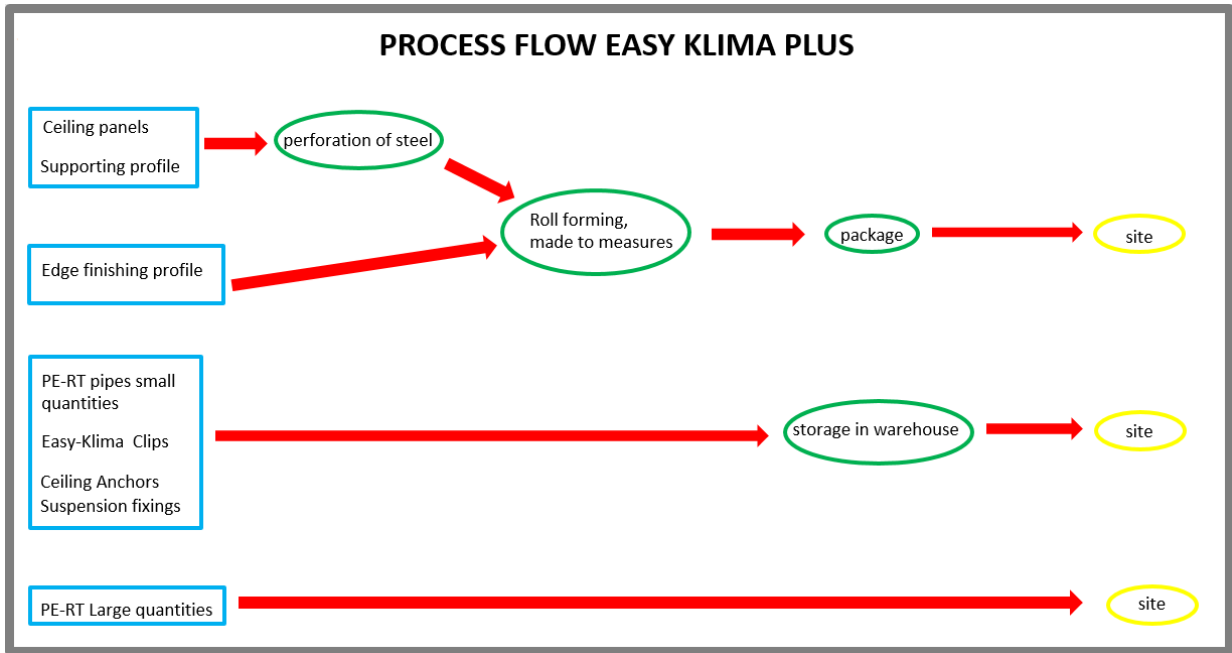 PROCESS FLOW EASY KLIMA PLUS
Ceiling panels
Supporting profile
perforation of steel
Roll forming,
made to measures
package
site
Edge finishing profile
PE-RT pipes small
quantities
Easy-Klima Clips
Ceiling Anchors
Suspension fixings
storage in warehouse
site
PE-RT Large quantities
site